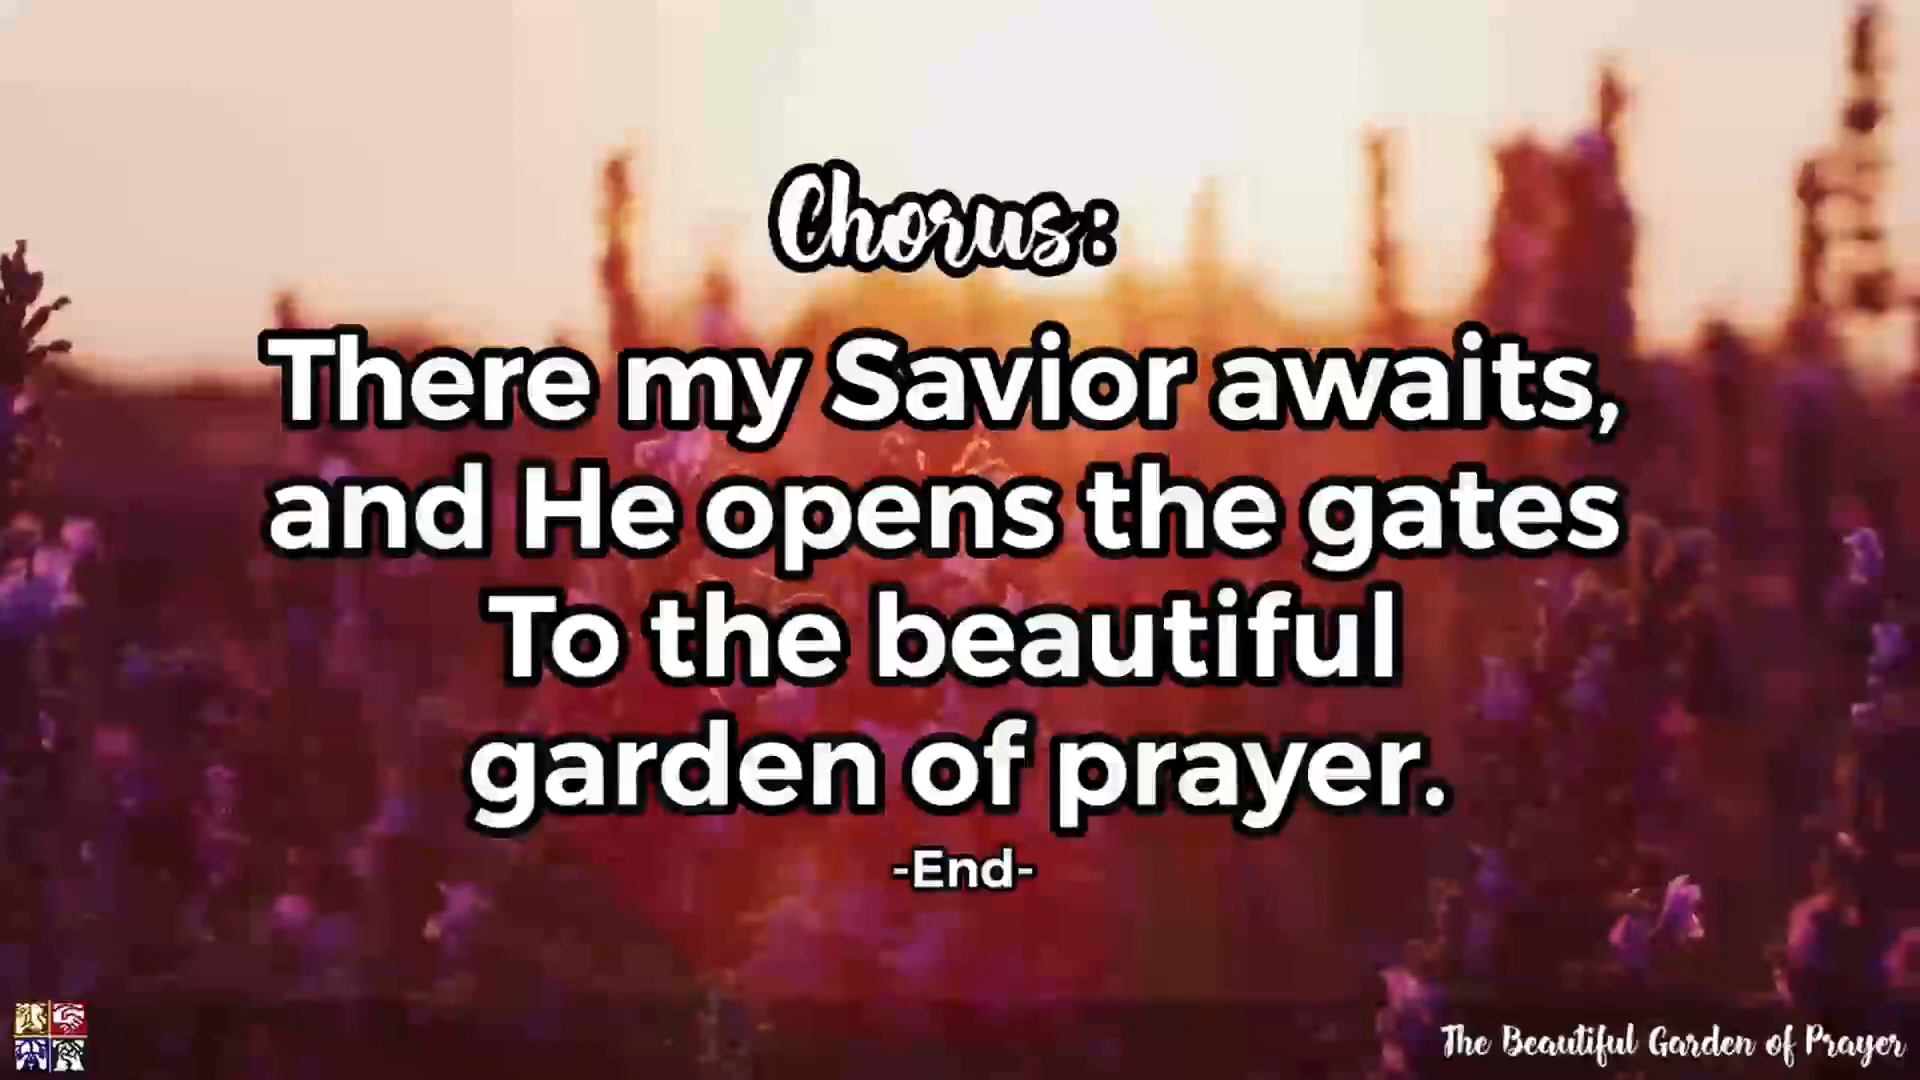 Chorus:
There my Savior awaits,
and He opens the gates
To the beautiful
garden of prayer.
-End-
The Beautiful Garden of Prayer